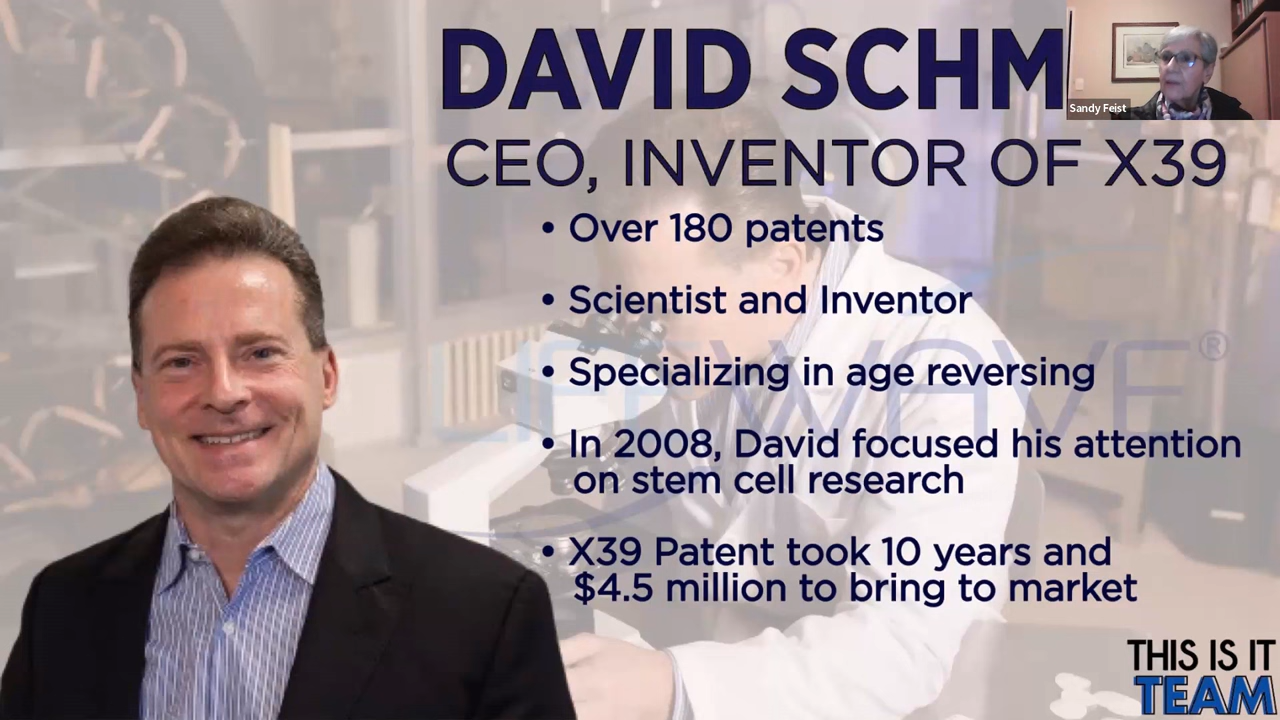 DAVID SCHM
Sandy Feist
CEO, INVENTOR OF X39
• Over 180 patents
• Scientist and Inventor
• Specializing in age reversing
• In 2008, David focused his attention
on stem cell research
• X39 Patent took 10 years and
$4.5 million to bring to market
LIFEWAVE®
THIS IS IT
TEAM